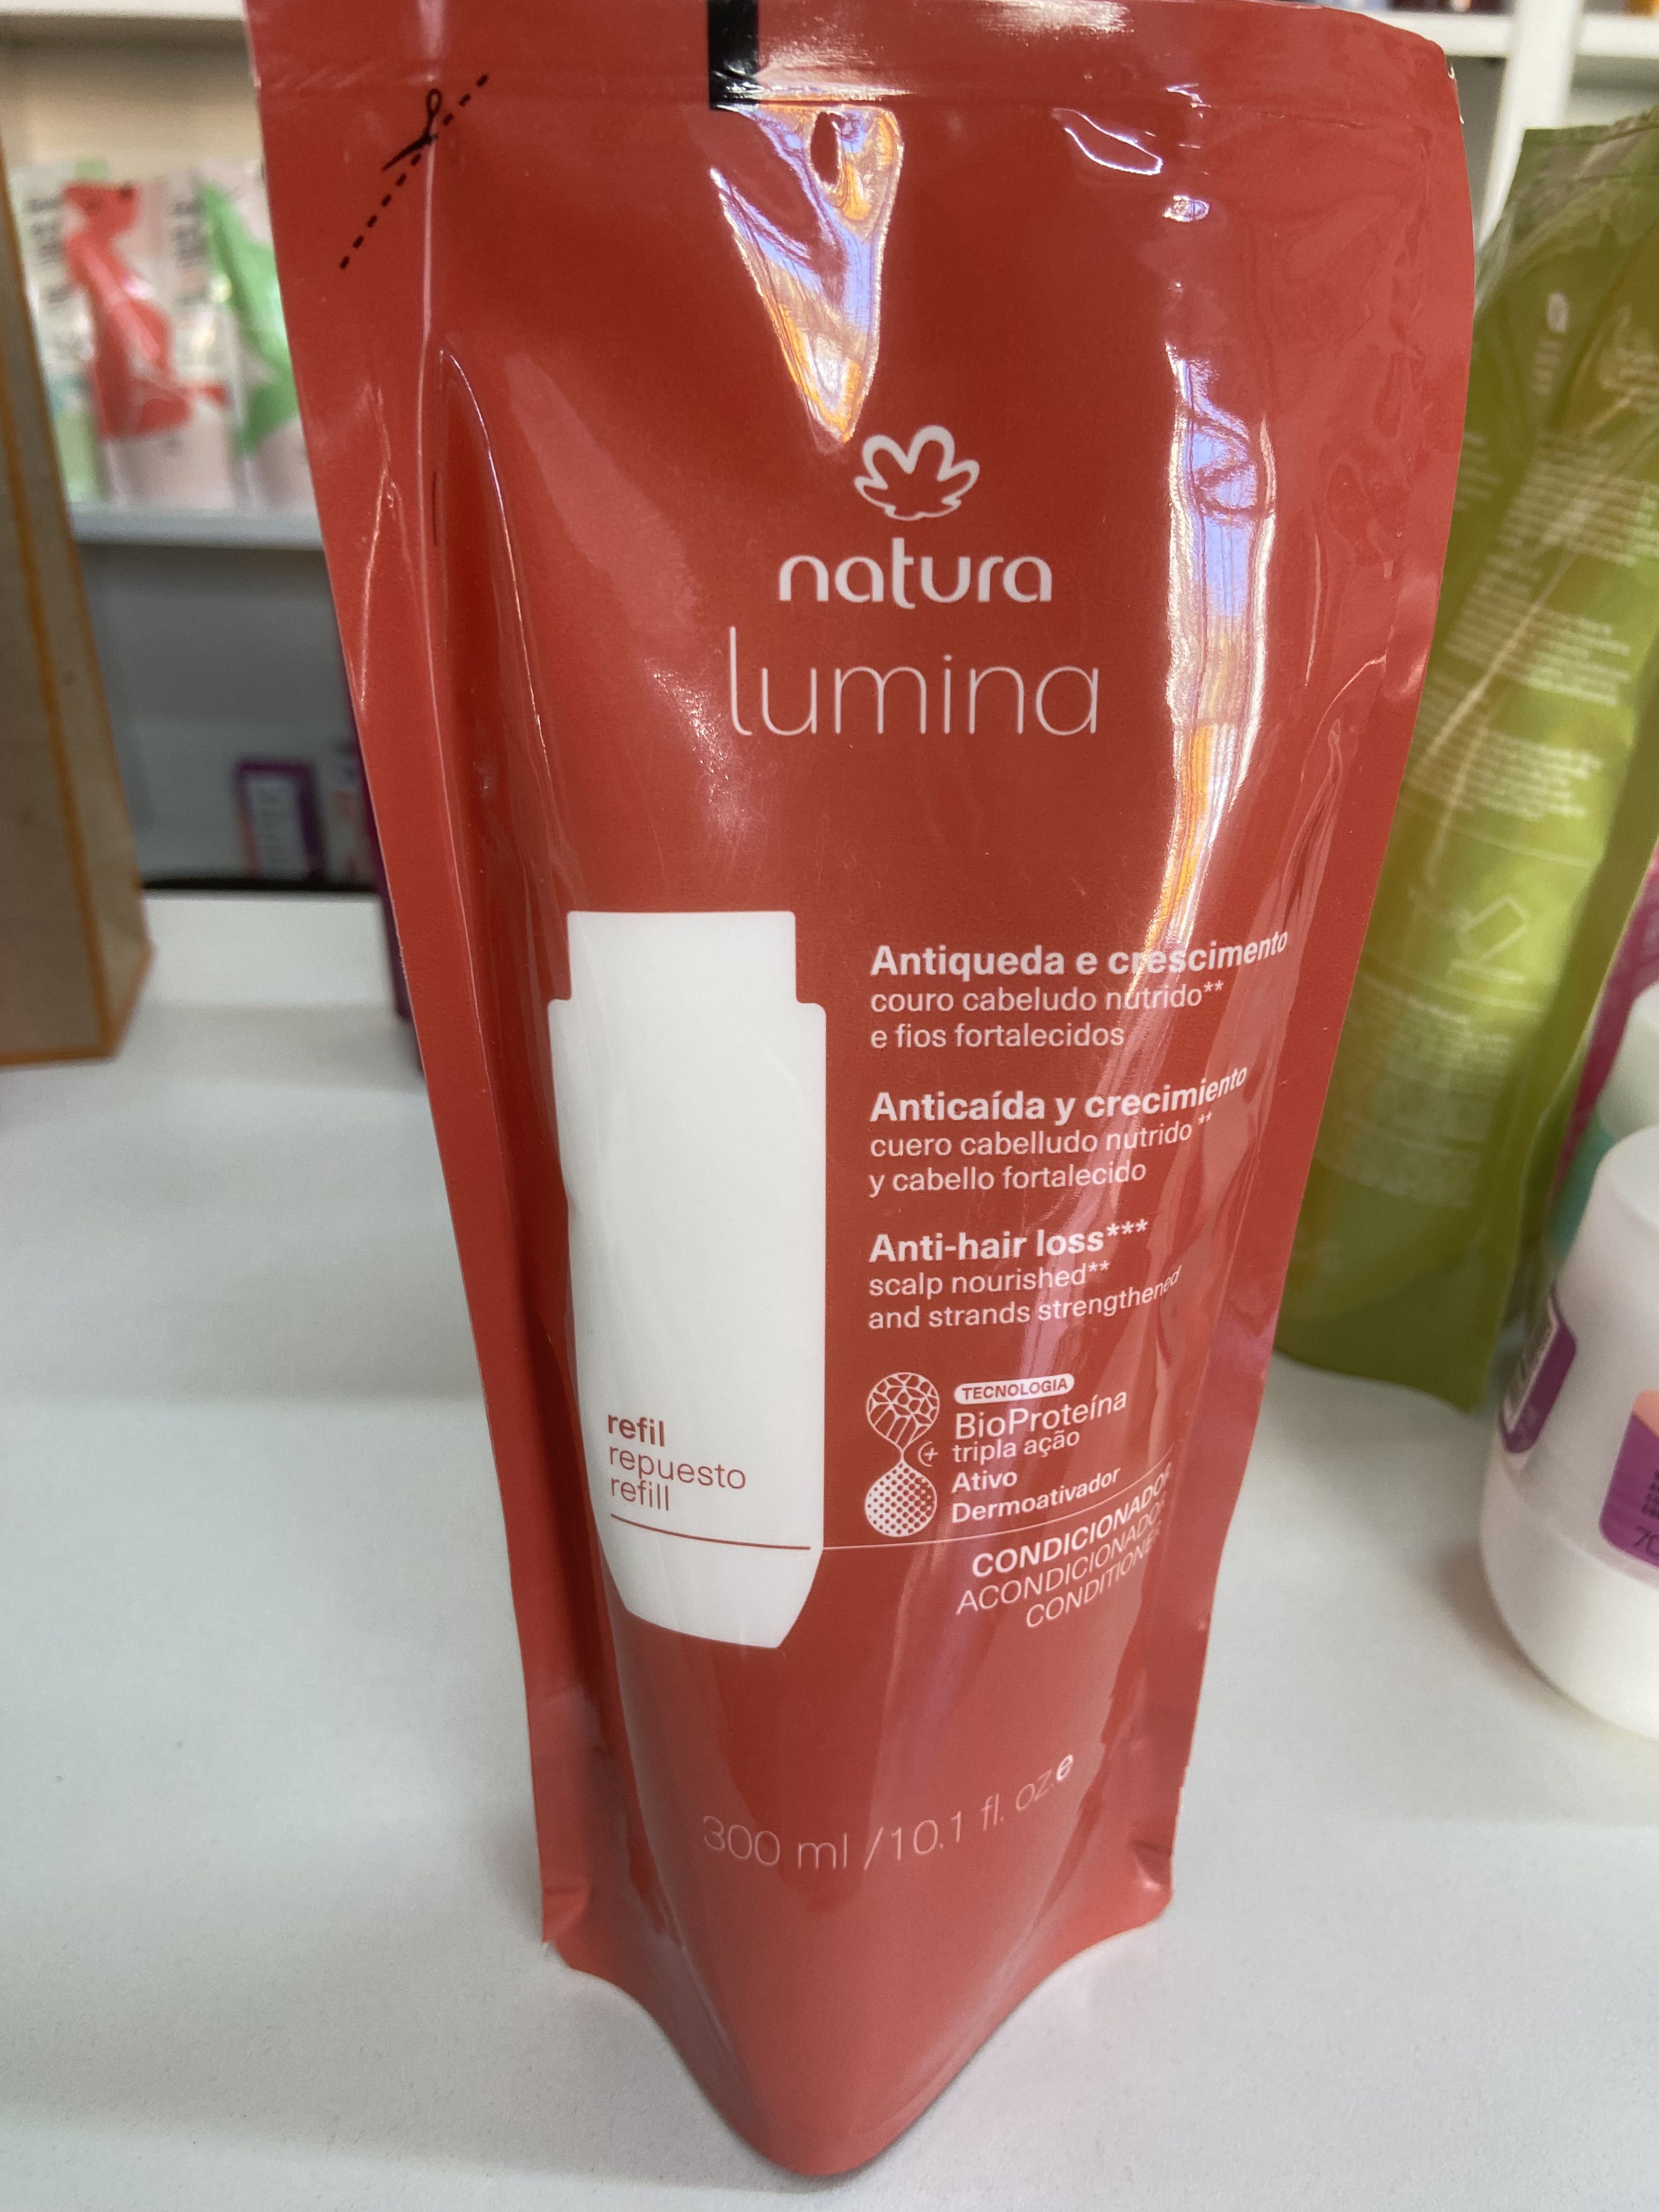 natura
lumina
Antiqueda e crescimento
couro cabeludo nutrido**
e fios fortalecidos
Anticaída y crecimiento
cuero cabelludo nutrido **
y cabello fortalecido
Anti-hair loss***
scalp nourished**
and strands strengthened
TECNOLOGIA
BioProteína
tripla ação
+
Ativo
Dermoativador
refil
repuesto
refill
CONDICIONADOR
ACONDICIONADOR
CONDITIONER
300 ml / 10.1 fl. oz. e